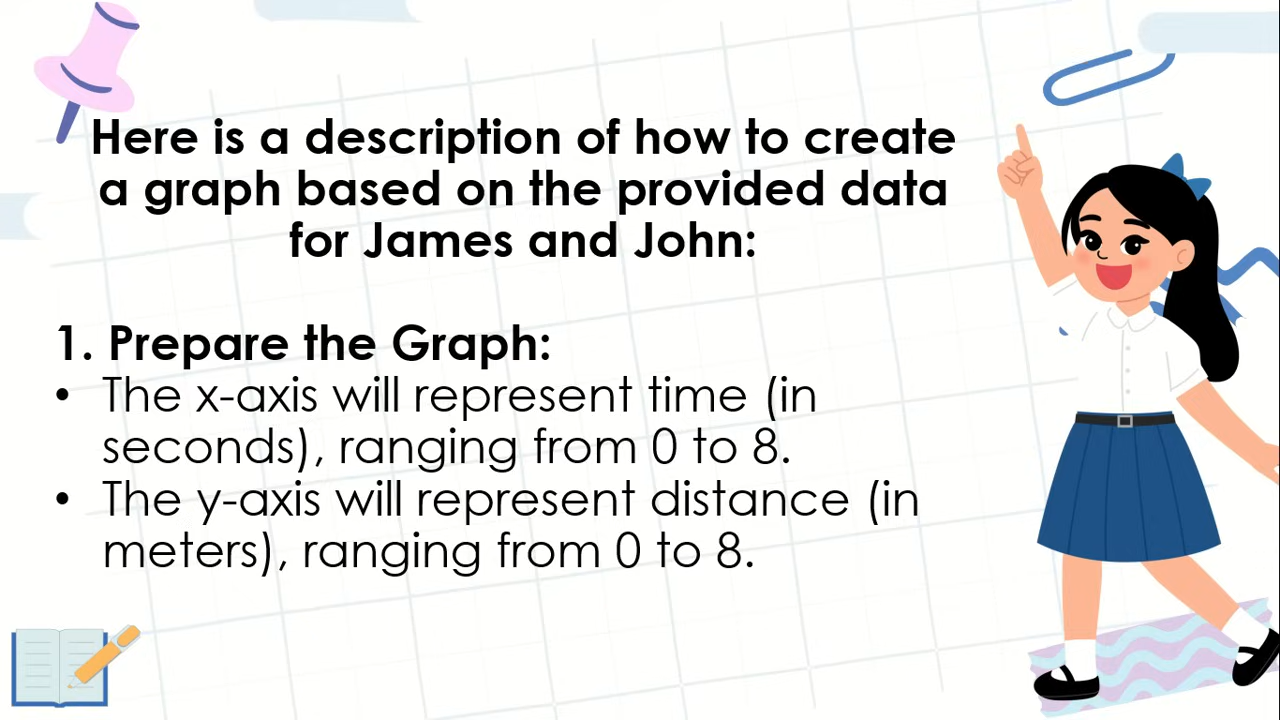 Here is a description of how to create
a graph based on the provided data
for James and John:
1. Prepare the Graph:
• The x-axis will represent time (in
seconds), ranging from 0 to 8.
• The y-axis will represent distance (in
meters), ranging from 0 to 8.